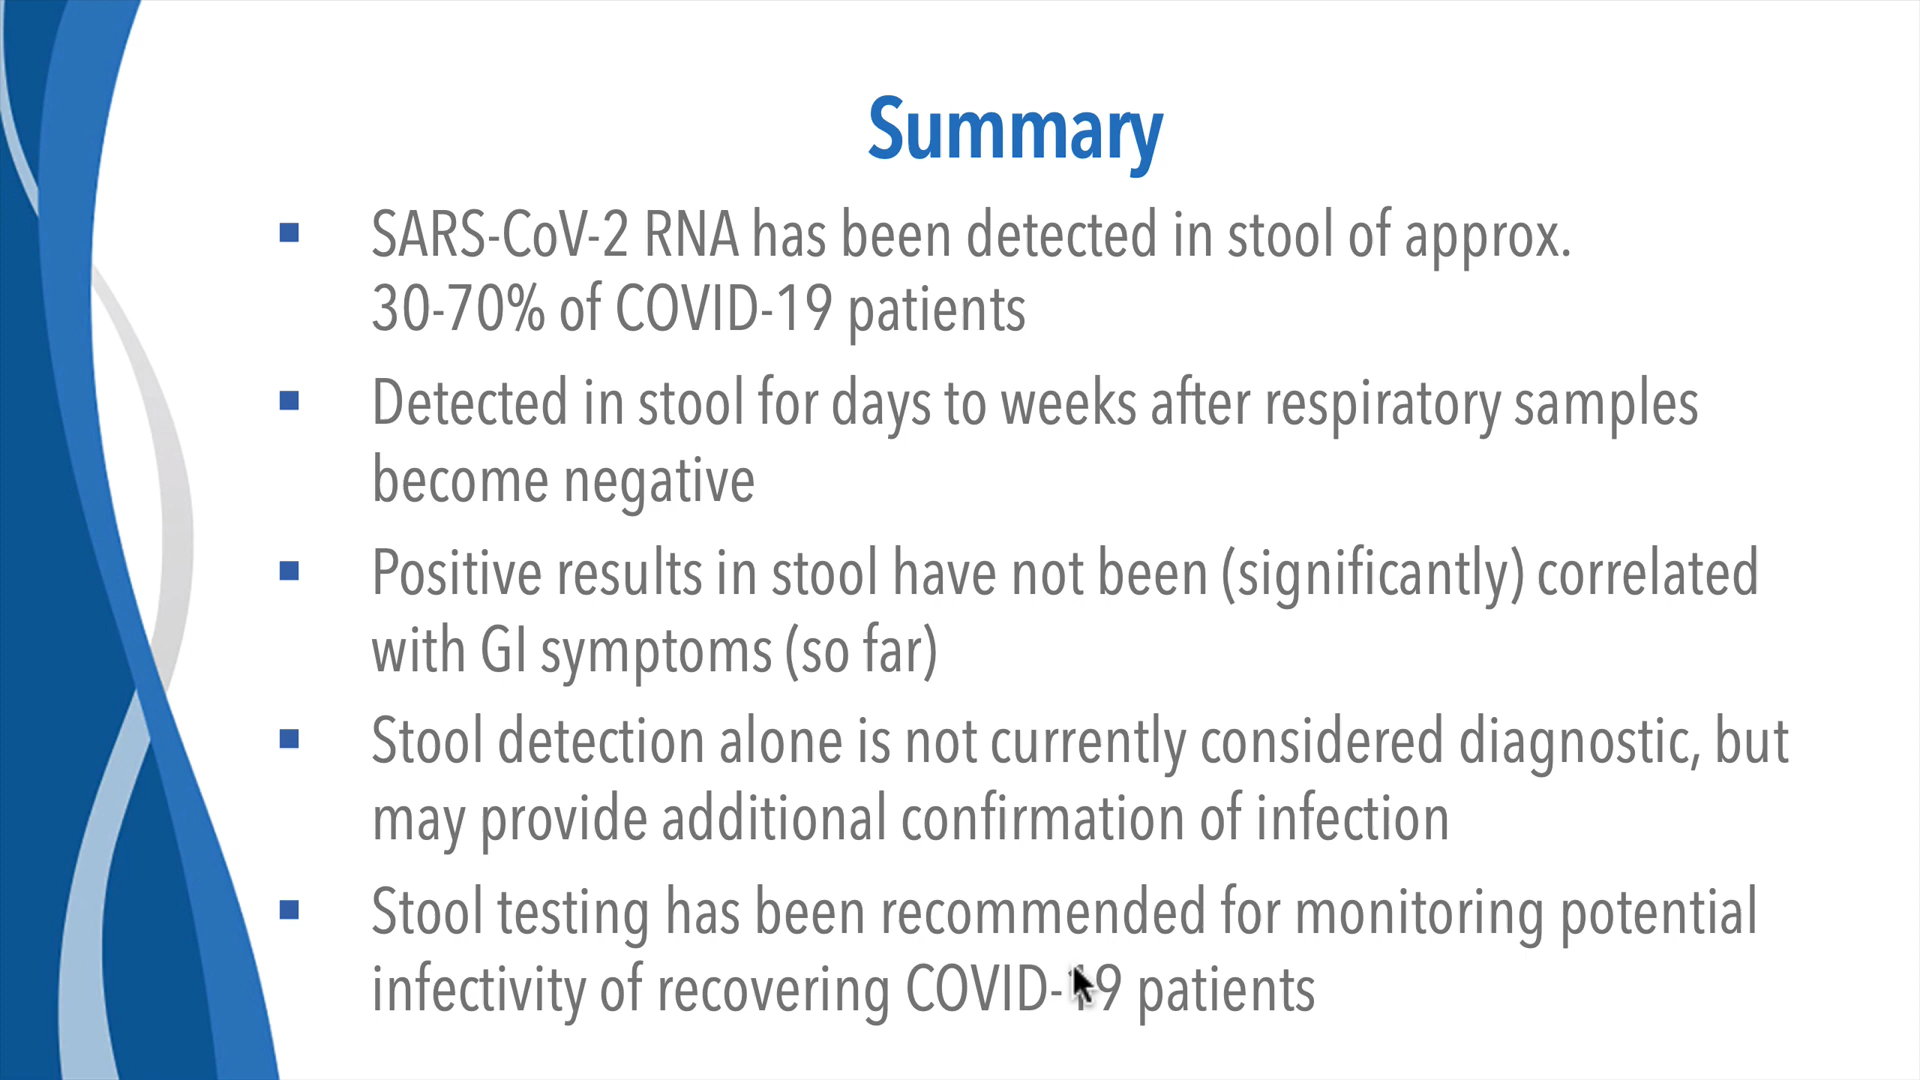 Summary
▪ SARS-CoV-2 RNA has been detected in stool of approx.
30-70% of COVID-19 patients
▪ Detected in stool for days to weeks after respiratory samples
become negative
▪ Positive results in stool have not been (significantly) correlated
with GI symptoms (so far)
▪ Stool detection alone is not currently considered diagnostic, but
may provide additional confirmation of infection
▪ Stool testing has been recommended for monitoring potential
infectivity of recovering COVID-19 patients